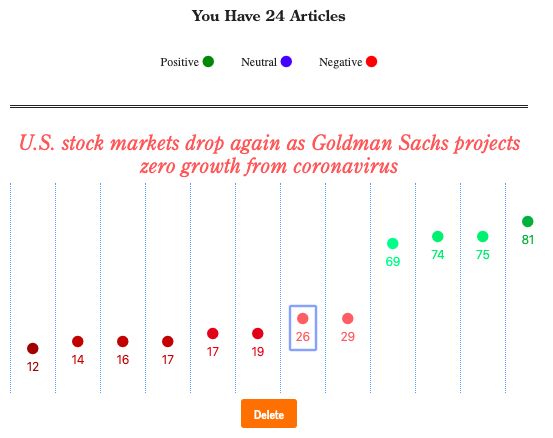 You Have 24 Articles
Positive Neutral Negative
U.S. stock markets drop again as Goldman Sachs projects
zero growth from coronavirus
12 14 16 17 17 19 26 29 69 74 75 81
Delete